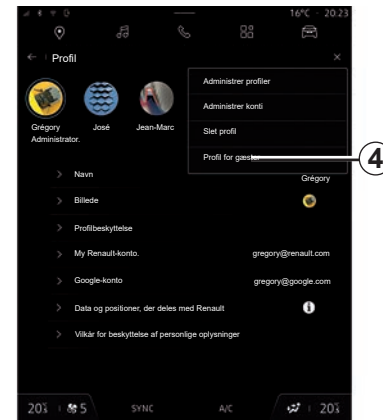 16°C 20:23
← Profil ×
Administrer profiler
Administrer konti
Slet profil
Profil for gæster
4
Grégory José Jean-Marc
Administrator.
> Navn Grégory
> Billede
> Profilbeskyttelse
> My Renault-konto. gregory@renault.com
> Google-konto gregory@google.com
> Data og positioner, der deles med Renault
> Vilkår for beskyttelse af personlige oplysninger
5 SYNC A/C